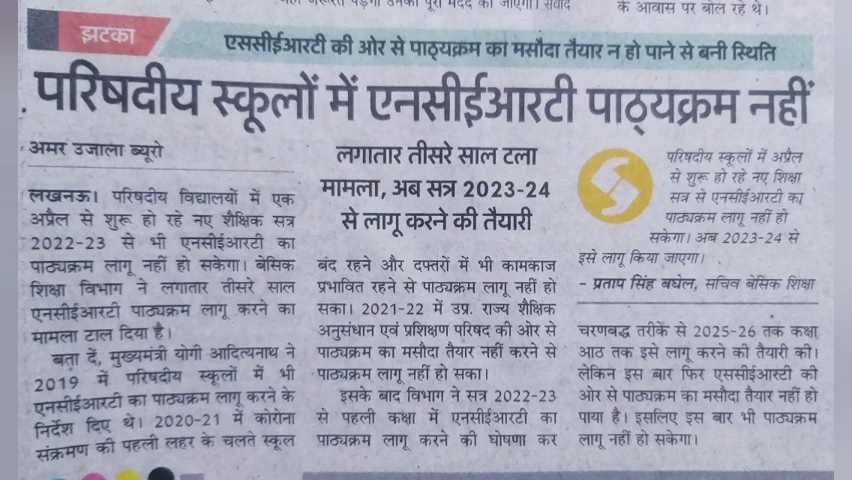 के आवास पर बोल रहे थे।
झटका
एससीईआरटी की ओर से पाठ्यक्रम का मसौदा तैयार न हो पाने से बनी स्थिति
परिषदीय स्कूलों में एनसीईआरटी पाठ्यक्रम नहीं
अमर उजाला ब्यूरो
लखनऊ। परिषदीय विद्यालयों में एक
अप्रैल से शुरू हो रहे नए शैक्षिक सत्र
2022-23 से भी एनसीईआरटी का
पाठ्यक्रम लागू नहीं हो सकेगा। बेसिक
शिक्षा विभाग ने लगातार तीसरे साल
एनसीईआरटी पाठ्यक्रम लागू करने का
मामला टाल दिया है।
बता दें, मुख्यमंत्री योगी आदित्यनाथ ने
2019 में परिषदीय स्कूलों में भी
एनसीईआरटी का पाठ्यक्रम लागू करने के
निर्देश दिए थे। 2020-21 में कोरोना
संक्रमण की पहली लहर के चलते स्कूल
लगातार तीसरे साल टला
मामला, अब सत्र 2023-24
से लागू करने की तैयारी
बंद रहने और दफ्तरों में भी कामकाज
प्रभावित रहने से पाठ्यक्रम लागू नहीं हो
सका। 2021-22 में उप्र. राज्य शैक्षिक
अनुसंधान एवं प्रशिक्षण परिषद की ओर से
पाठ्यक्रम का मसौदा तैयार नहीं करने से
पाठ्यक्रम लागू नहीं हो सका।
इसके बाद विभाग ने सत्र 2022-23
से पहली कक्षा में एनसीईआरटी का
पाठ्यक्रम लागू करने की घोषणा कर
परिषदीय स्कूलों में अप्रैल
से शुरू हो रहे नए शिक्षा
सत्र से एनसीईआरटी का
पाठ्यक्रम लागू नहीं हो
सकेगा। अब 2023-24 से
इसे लागू किया जाएगा।
- प्रताप सिंह बघेल, सचिव बेसिक शिक्षा
चरणबद्ध तरीके से 2025-26 तक कक्षा
आठ तक इसे लागू करने की तैयारी की।
लेकिन इस बार फिर एससीईआरटी की
ओर से पाठ्यक्रम का मसौदा तैयार नहीं हो
पाया है। इसलिए इस बार भी पाठ्यक्रम
लागू नहीं हो सकेगा।